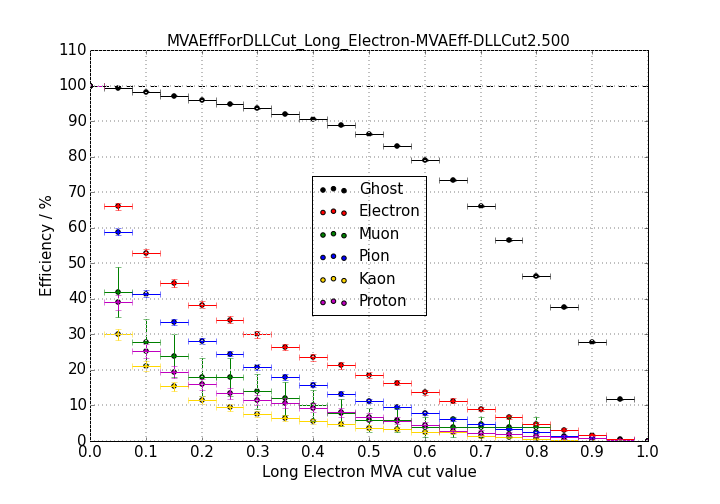 MVAEffForDLLCut_Long_Electron-MVAEff-DLLCut2.500
110
100
90
80
70
60
50
40
30
20
10
0
Efficiency / %
Ghost
Electron
Muon
Pion
Kaon
Proton
0.0 0.1 0.2 0.3 0.4 0.5 0.6 0.7 0.8 0.9 1.0
Long Electron MVA cut value